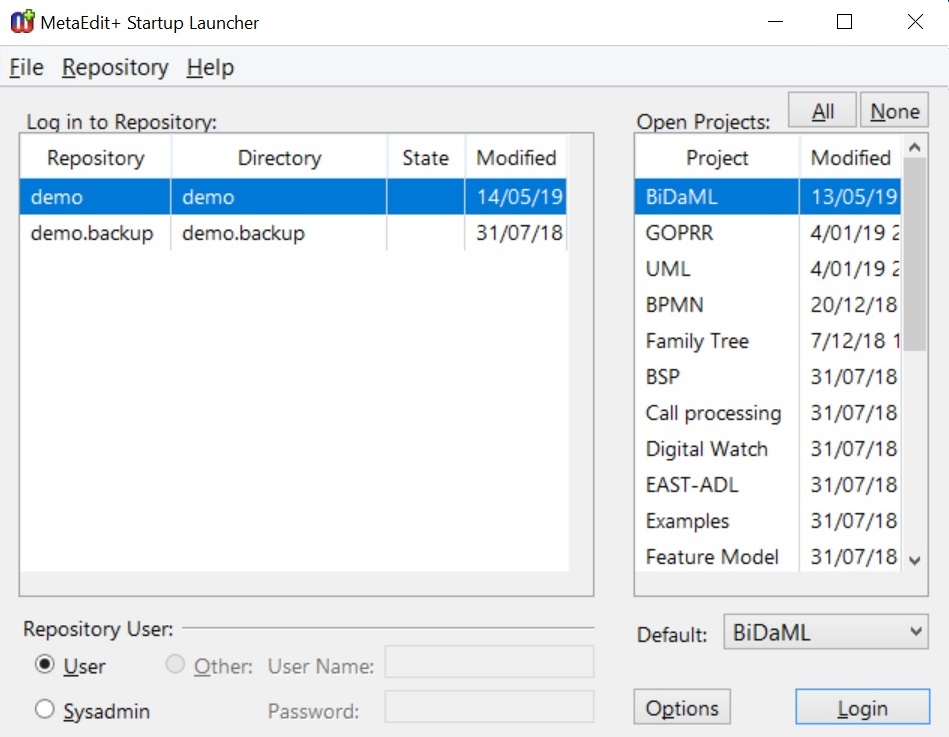 MetaEdit+ Startup Launcher
File Repository Help
Log in to Repository:
Repository Directory State Modified
demo demo 14/05/19
demo.backup demo.backup 31/07/18
Open Projects: All None
Project Modified
BiDaML 13/05/19
GOPRR 4/01/19 2
UML 4/01/19 2
BPMN 20/12/18
Family Tree 7/12/18 1
BSP 31/07/18
Call processing 31/07/18
Digital Watch 31/07/18
EAST-ADL 31/07/18
Examples 31/07/18
Feature Model 31/07/18
Repository User:
User Other: User Name:
Sysadmin Password:
Default: BiDaML
Options Login